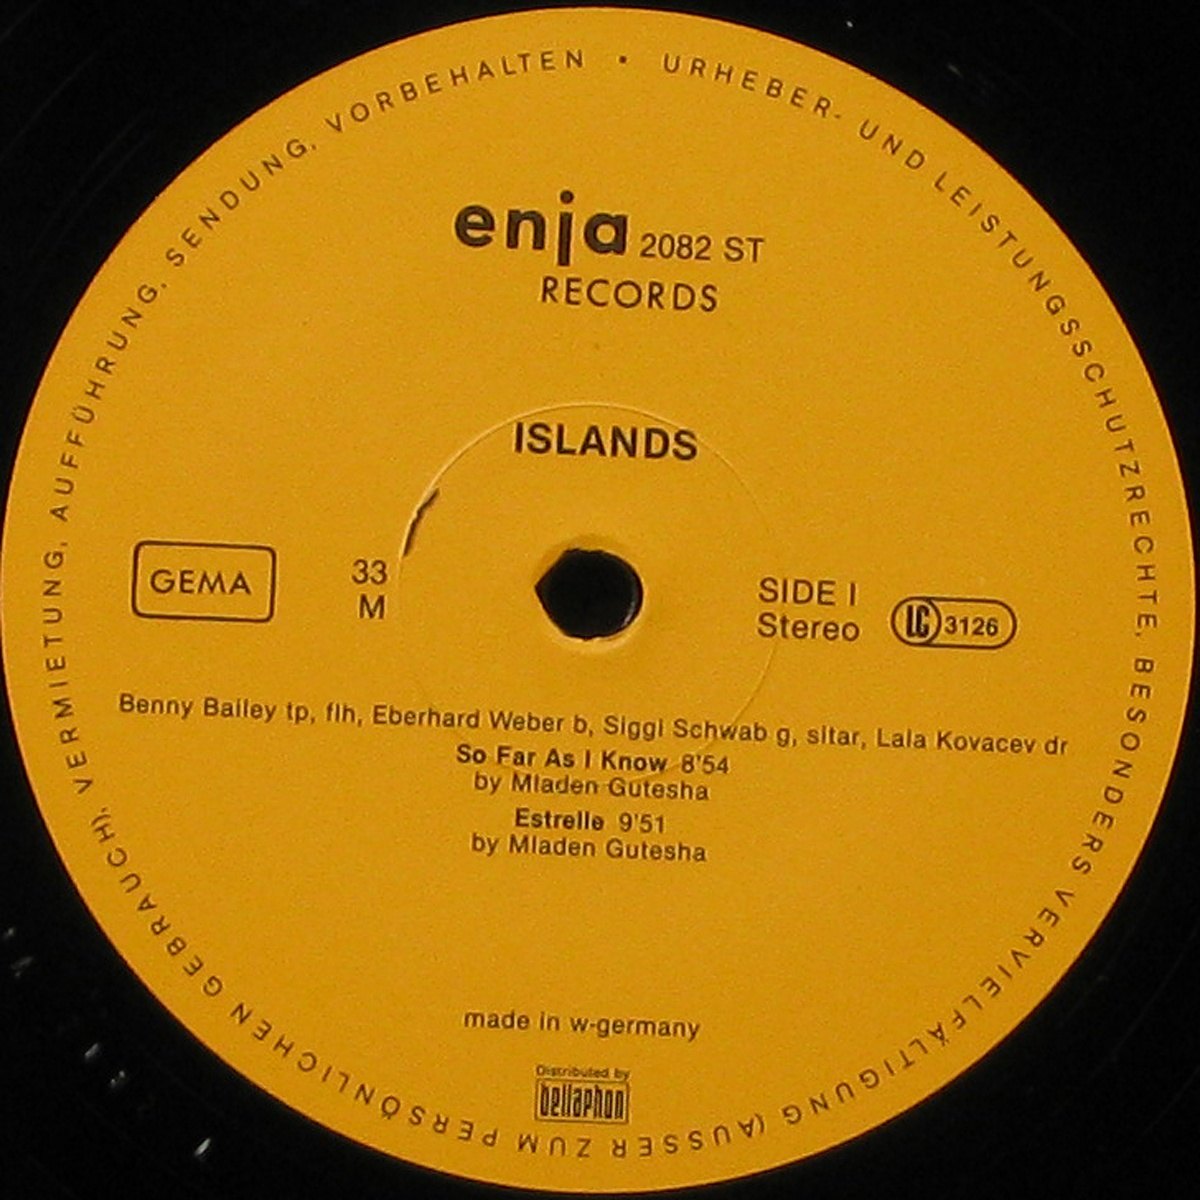 URHEBER- UND LEISTUNGSSCHUTZRECHTE, BESONDERS VERVIELFÄLTIGUNG (AUSSER ZUM PERSÖNLICHEN GEBRAUCH), VERMIETUNG, AUFFÜHRUNG, SENDUNG, VORBEHALTEN •
enja 2082 ST
RECORDS
ISLANDS
GEMA
33
M
SIDE I
Stereo
LC 3126
Benny Bailey tp, flh, Eberhard Weber b, Siggi Schwab g, sitar, Lala Kovacev dr
So Far As I Know 8'54
by Mladen Gutesha
Estrelle 9'51
by Mladen Gutesha
made in w-germany
Distributed by
bellaphon